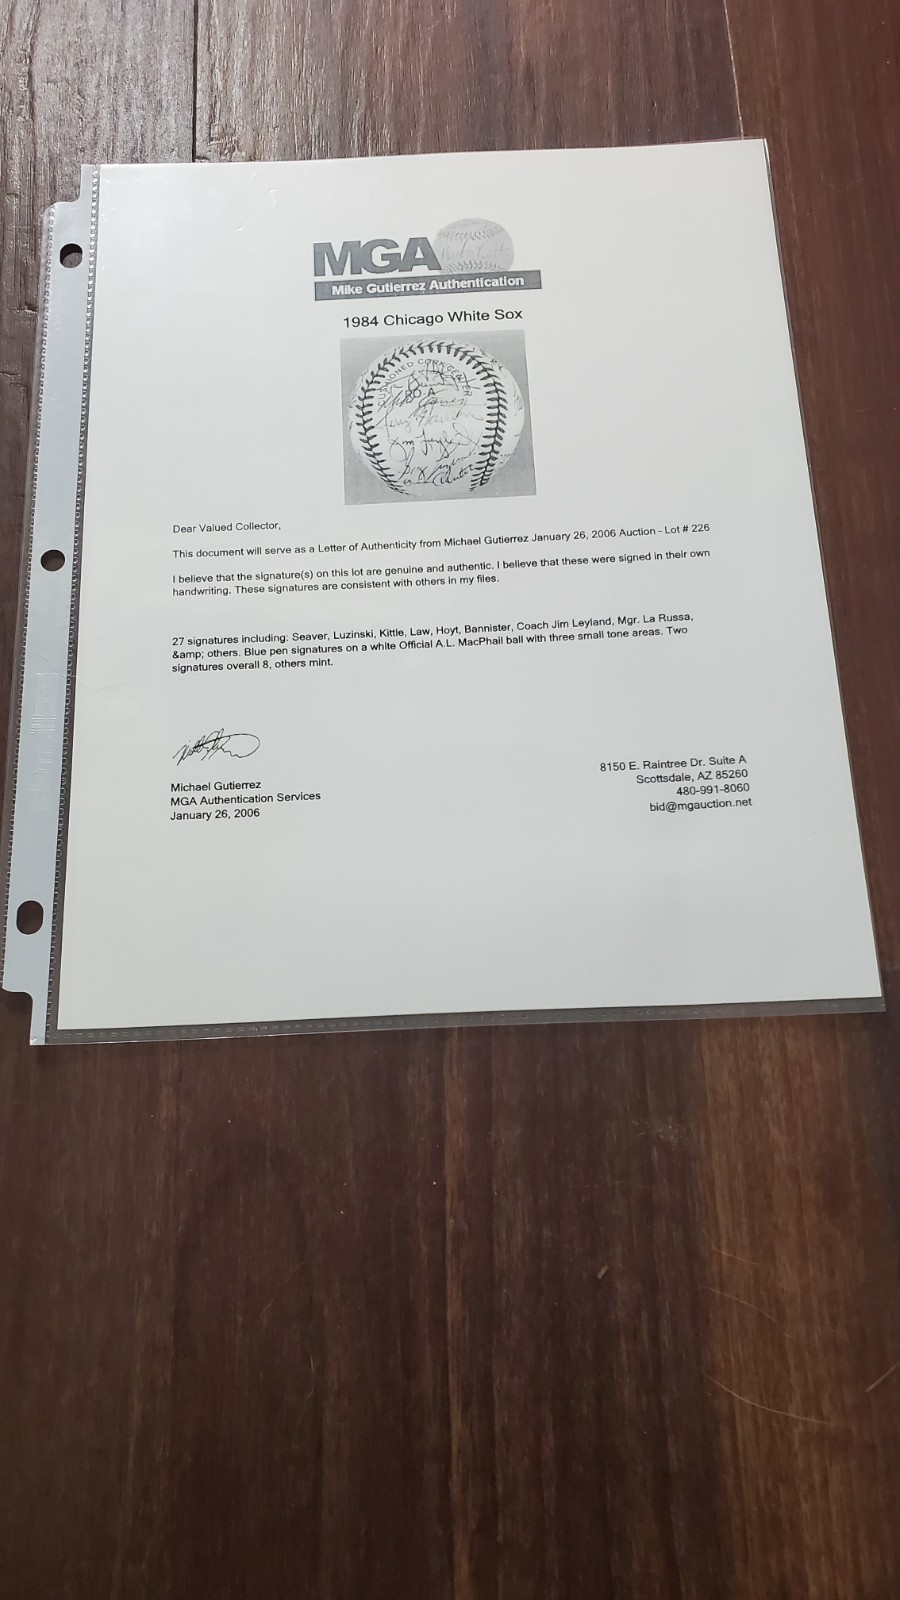 MGA
Mike Gutierrez Authentication
1984 Chicago White Sox
CUSHIONED CORK CENTER
RO-A
Dear Valued Collector,
This document will serve as a Letter of Authenticity from Michael Gutierrez January 26, 2006 Auction - Lot # 226
I believe that the signature(s) on this lot are genuine and authentic. I believe that these were signed in their own
handwriting. These signatures are consistent with others in my files.
27 signatures including: Seaver, Luzinski, Kittle, Law, Hoyt, Bannister, Coach Jim Leyland, Mgr. La Russa,
&amp; others. Blue pen signatures on a white Official A.L. MacPhail ball with three small tone areas. Two
signatures overall 8, others mint.
Michael Gutierrez
MGA Authentication Services
January 26, 2006
8150 E. Raintree Dr. Suite A
Scottsdale, AZ 85260
480-991-8060
bid@mgauction.net